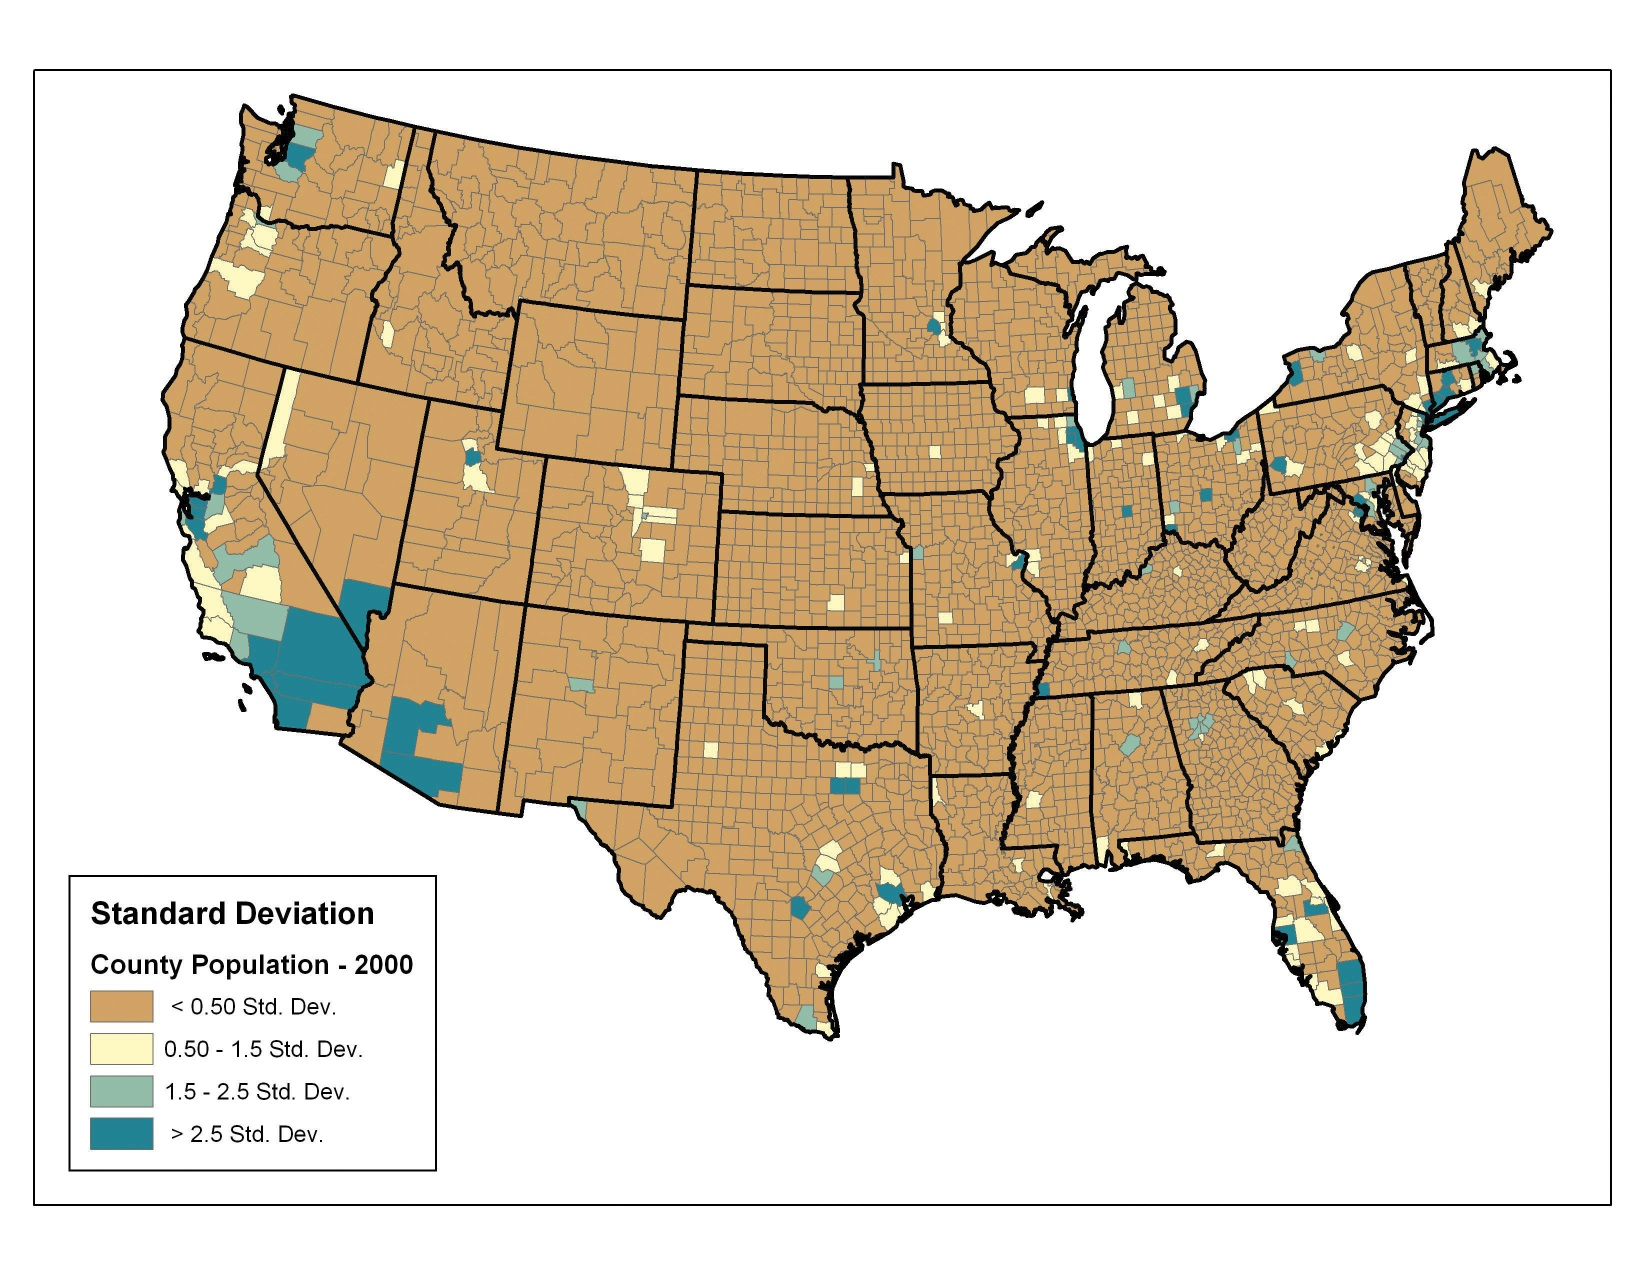 Standard Deviation
County Population - 2000
< 0.50 Std. Dev.
0.50 - 1.5 Std. Dev.
1.5 - 2.5 Std. Dev.
> 2.5 Std. Dev.